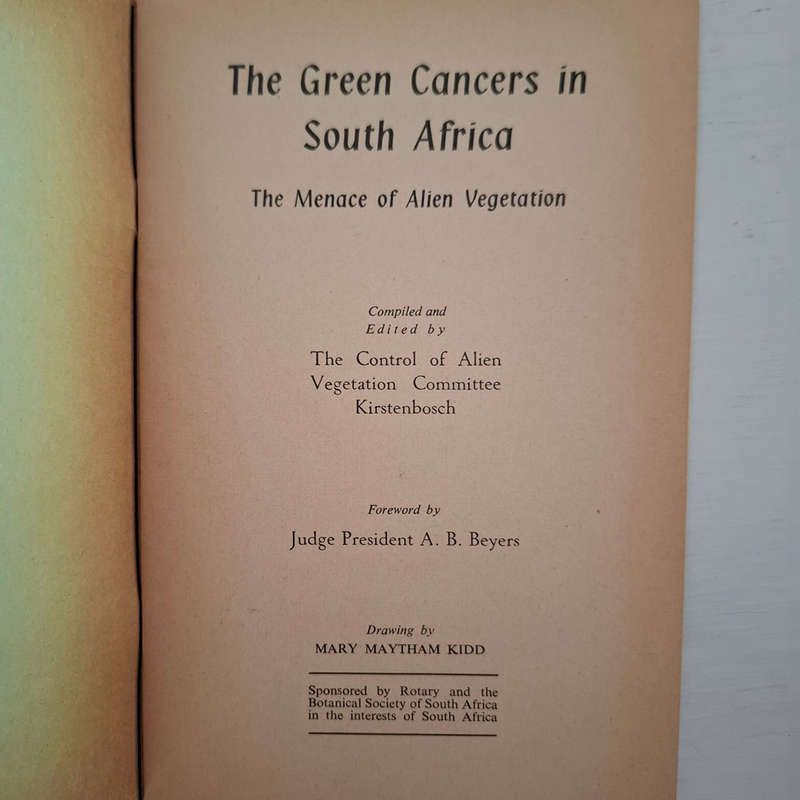 The Green Cancers in
South Africa
The Menace of Alien Vegetation
Compiled and
Edited by
The Control of Alien
Vegetation Committee
Kirstenbosch
Foreword by
Judge President A. B. Beyers
Drawing by
MARY MAYTHAM KIDD
Sponsored by Rotary and the
Botanical Society of South Africa
in the interests of South Africa